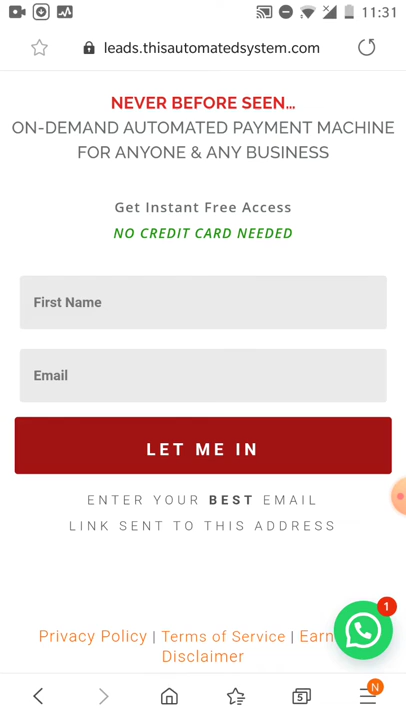 11:31
leads.thisautomatedsystem.com
NEVER BEFORE SEEN...
ON-DEMAND AUTOMATED PAYMENT MACHINE
FOR ANYONE & ANY BUSINESS
Get Instant Free Access
NO CREDIT CARD NEEDED
First Name
Email
LET ME IN
ENTER YOUR BEST EMAIL
LINK SENT TO THIS ADDRESS
1
Privacy Policy | Terms of Service | Earn
Disclaimer
5
N